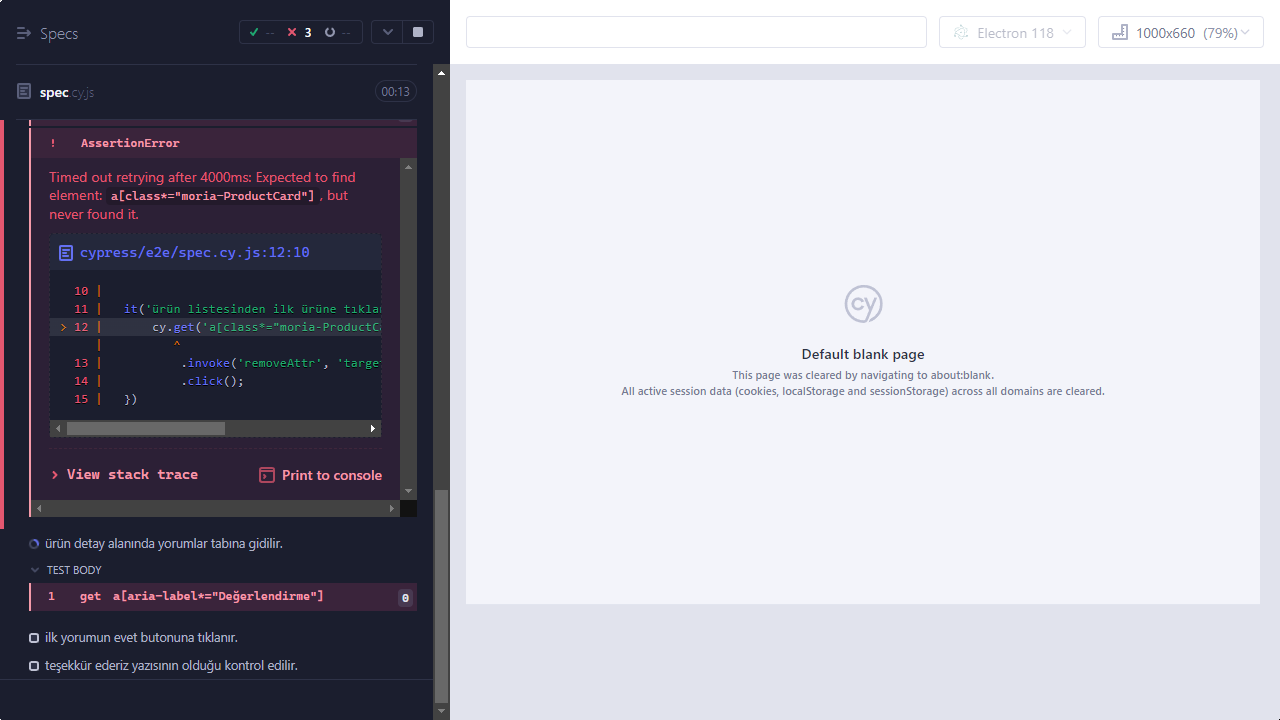 Specs
-- 3 --
Electron 118
1000x660 (79%)
spec.cy.js
00:13
! AssertionError
Timed out retrying after 4000ms: Expected to find
element: a[class*="moria-ProductCard"], but
never found it.
cypress/e2e/spec.cy.js:12:10
10 |
11 | it('ürün listesinden ilk ürüne tıklan
> 12 | cy.get('a[class*="moria-ProductCa
| ^
13 | .invoke('removeAttr', 'target
14 | .click();
15 | })
> View stack trace
Print to console
ürün detay alanında yorumlar tabına gidilir.
TEST BODY
1 get a[aria-label*="Değerlendirme"] 0
ilk yorumun evet butonuna tıklanır.
teşekkür ederiz yazısının olduğu kontrol edilir.
cy
Default blank page
This page was cleared by navigating to about:blank.
All active session data (cookies, localStorage and sessionStorage) across all domains are cleared.